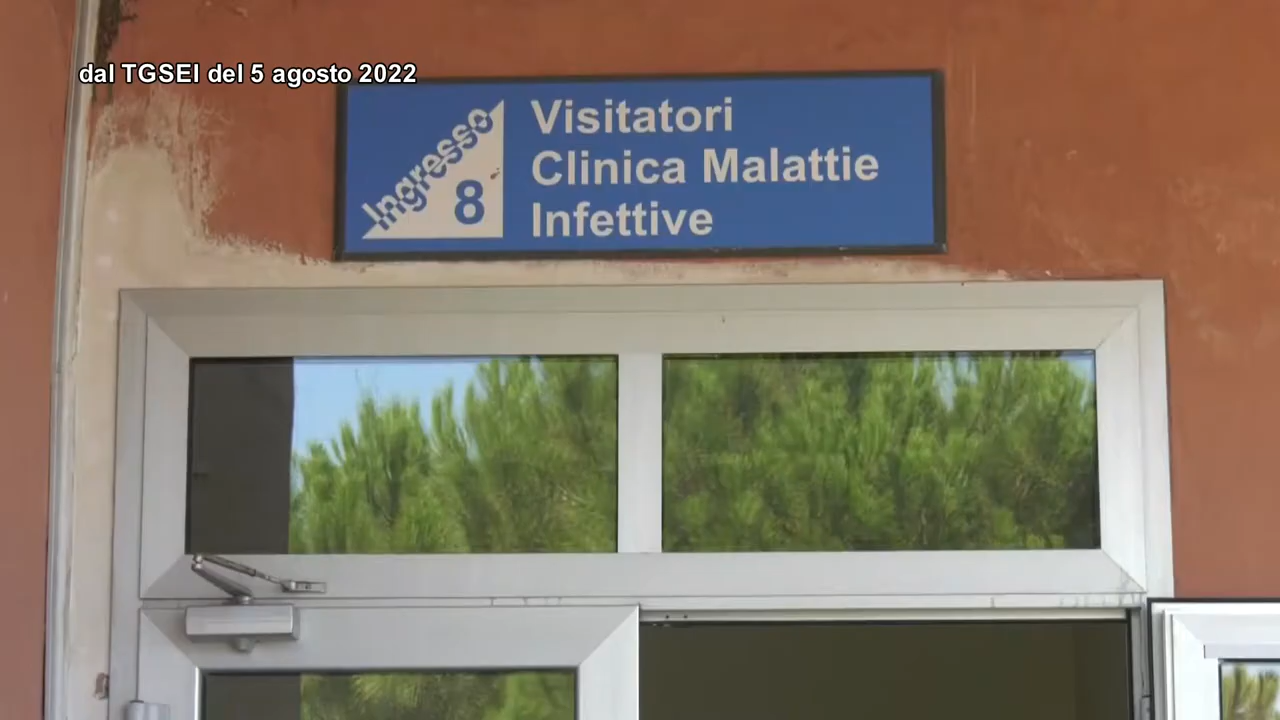 dal TGSEI del 5 agosto 2022
Ingresso
8
Visitatori
Clinica Malattie
Infettive